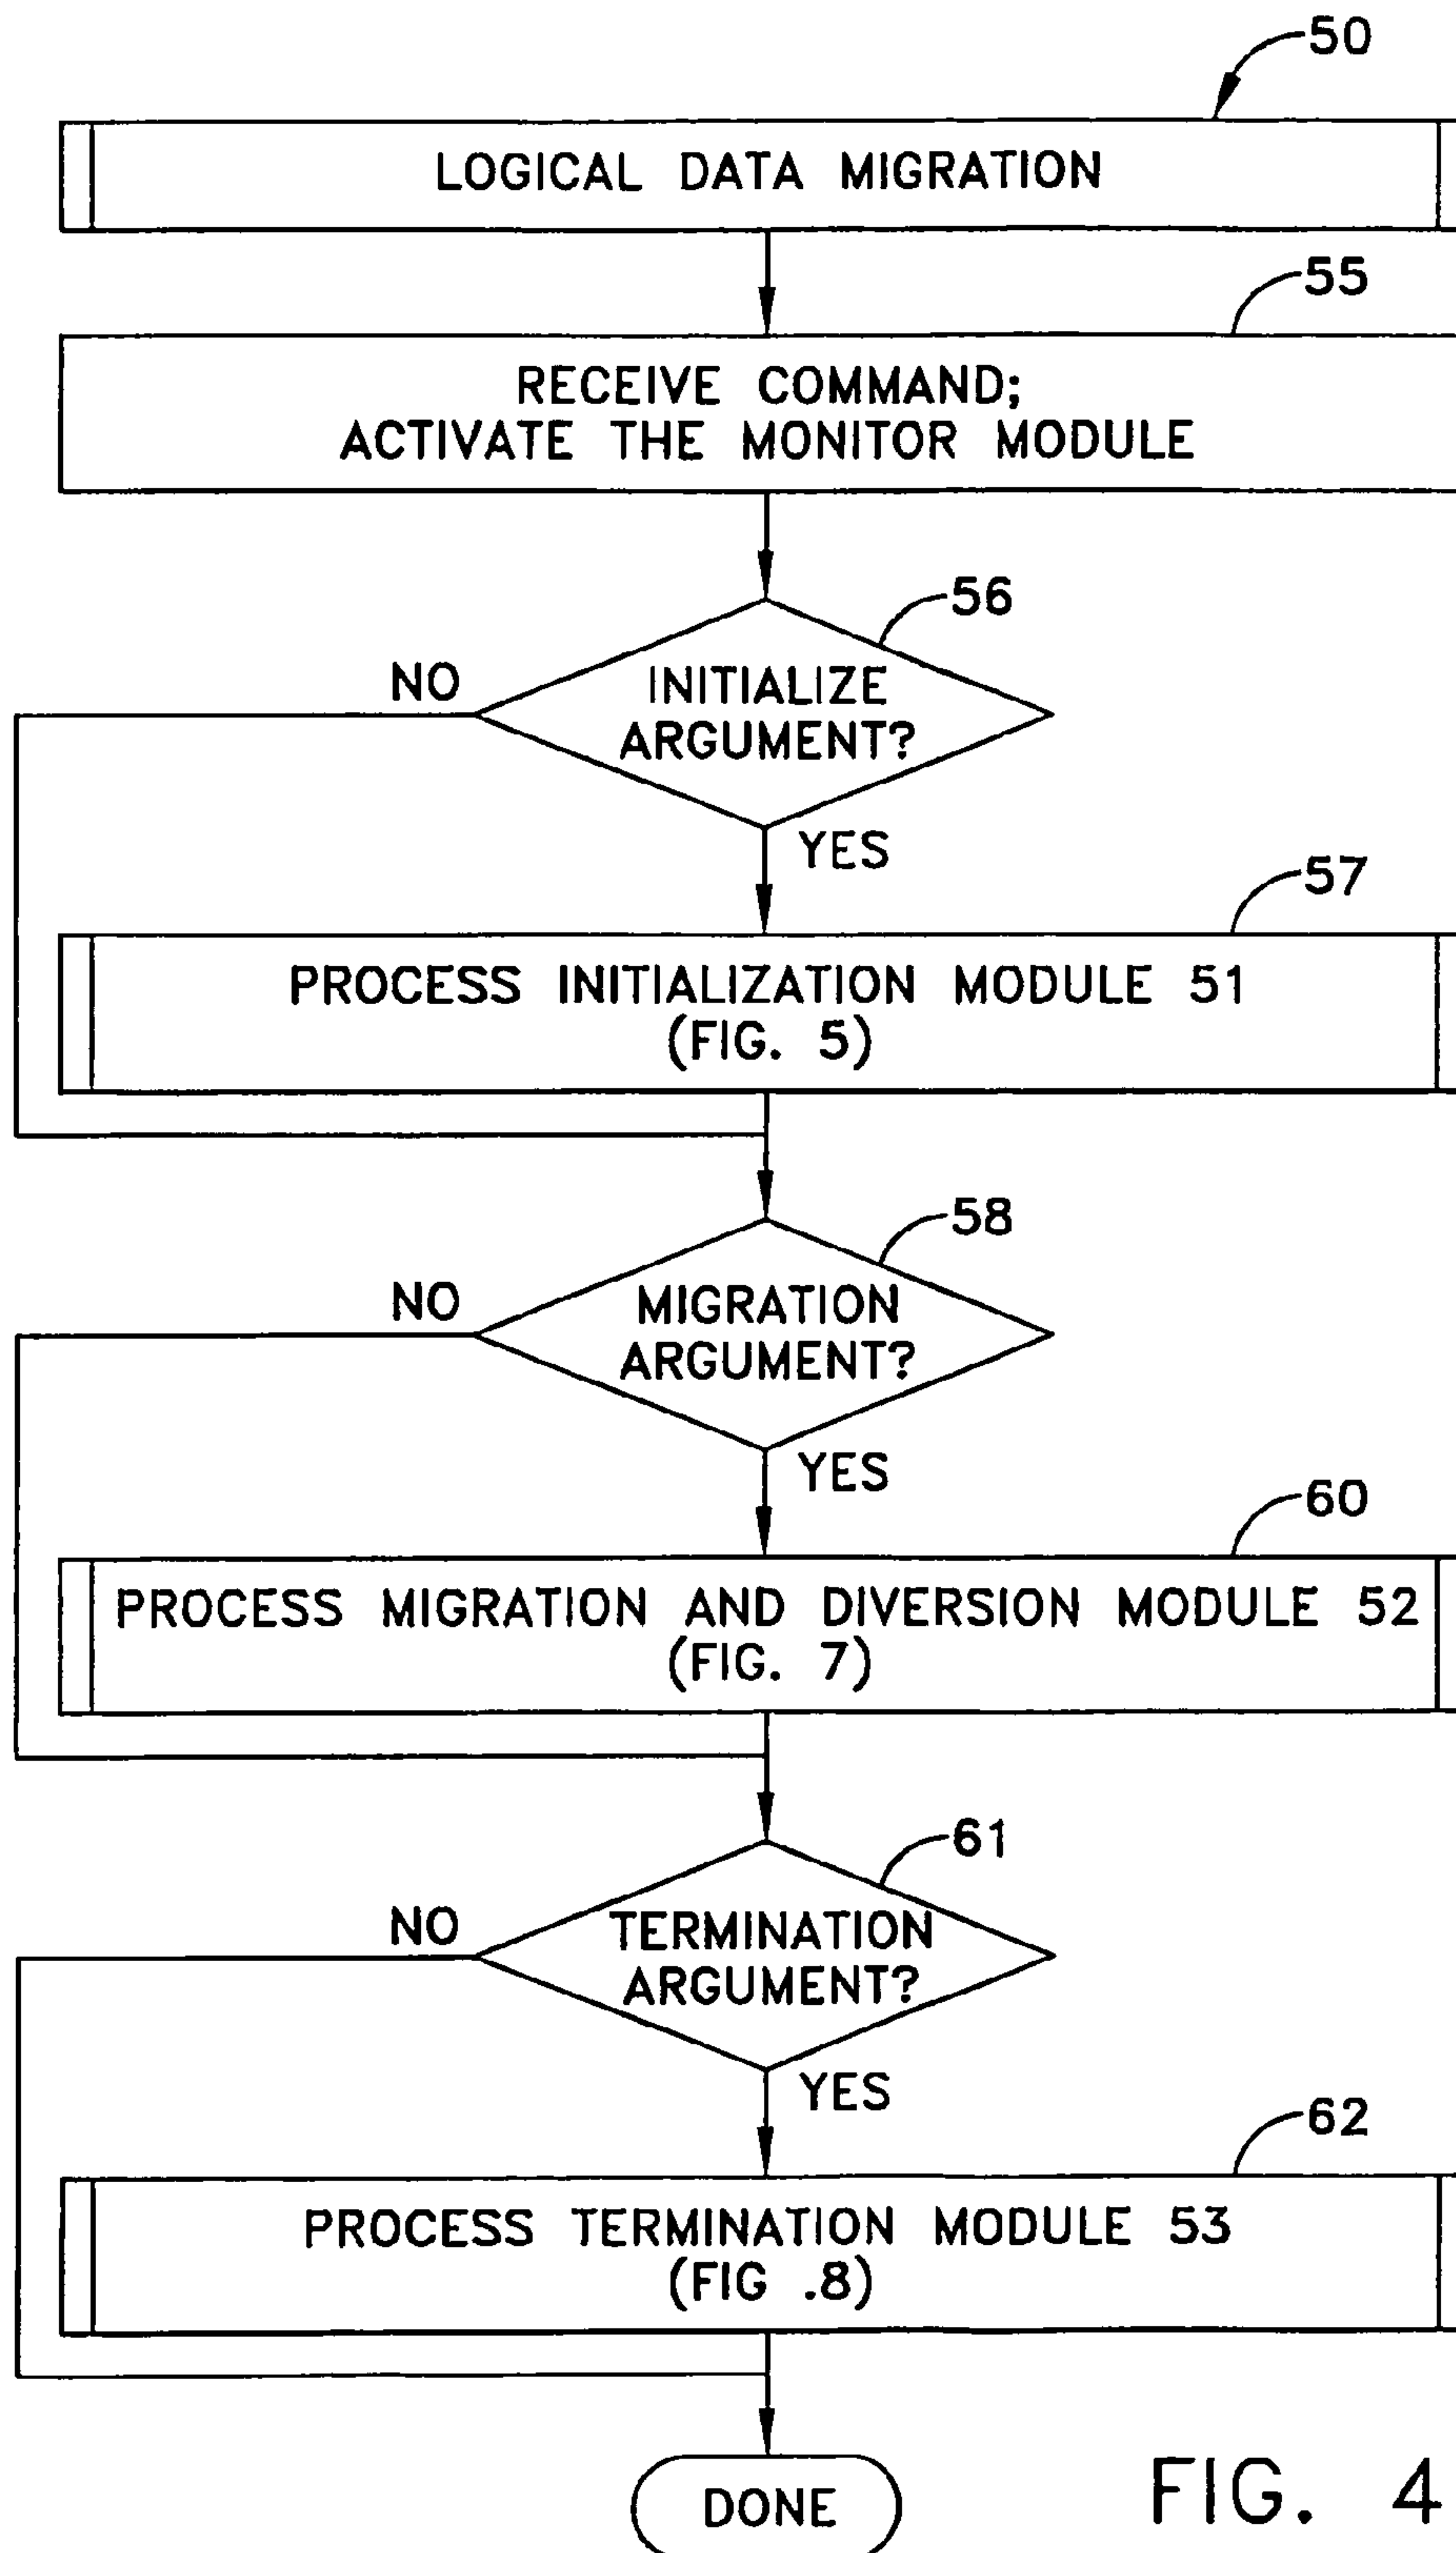 50
LOGICAL DATA MIGRATION
55
RECEIVE COMMAND;
ACTIVATE THE MONITOR MODULE
56
NO
INITIALIZE
ARGUMENT?
YES
57
PROCESS INITIALIZATION MODULE 51
(FIG. 5)
58
NO
MIGRATION
ARGUMENT?
YES
60
PROCESS MIGRATION AND DIVERSION MODULE 52
(FIG. 7)
61
NO
TERMINATION
ARGUMENT?
YES
62
PROCESS TERMINATION MODULE 53
(FIG .8)
DONE
FIG. 4